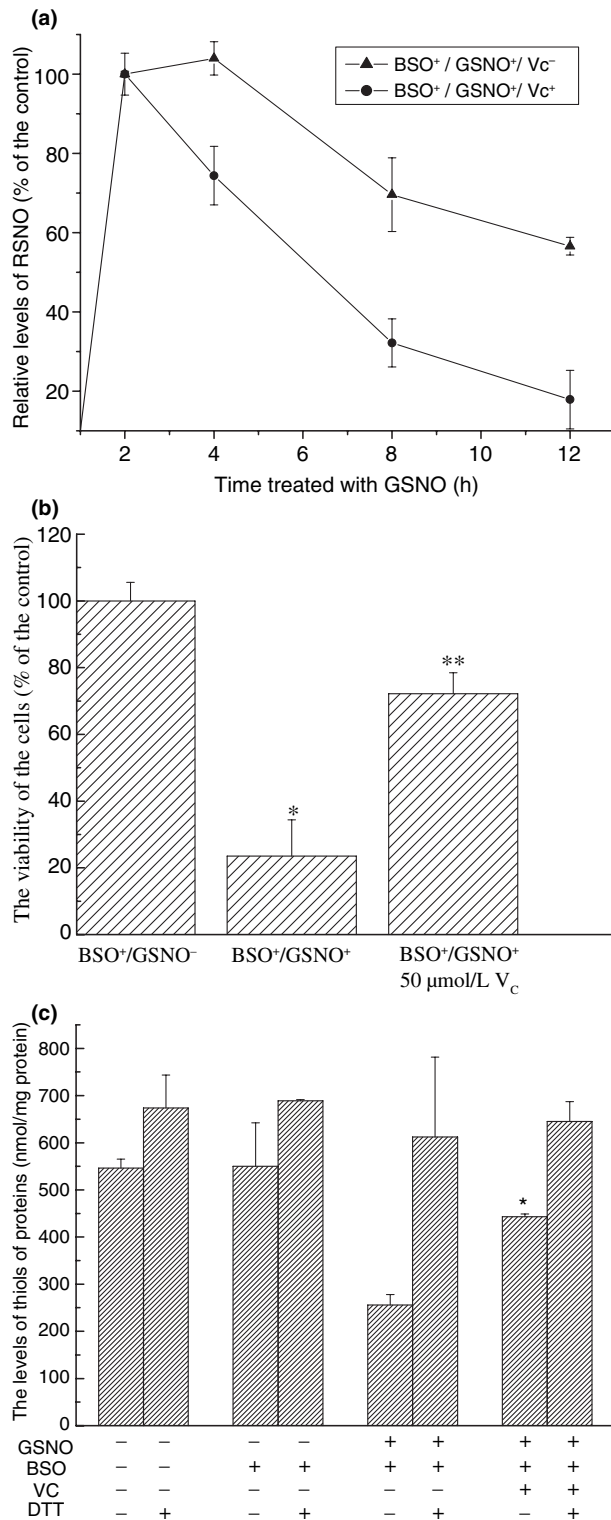 (a)
Relative levels of RSNO (% of the control)
100
80
60
40
20
BSO⁺ / GSNO⁺/ Vc⁻
BSO⁺ / GSNO⁺/ Vc⁺
2 4 6 8 10 12
Time treated with GSNO (h)
(b)
The viability of the cells (% of the control)
120
100
80
60
40
20
0
*
**
BSO⁺/GSNO⁻
BSO⁺/GSNO⁺
BSO⁺/GSNO⁺
50 μmol/L V_C
(c)
The levels of thiols of proteins (nmol/mg protein)
800
700
600
500
400
300
200
100
0
*
GSNO – – – – + + + +
BSO – – + + + + + +
VC – – – – – – + +
DTT – + – + – + – +